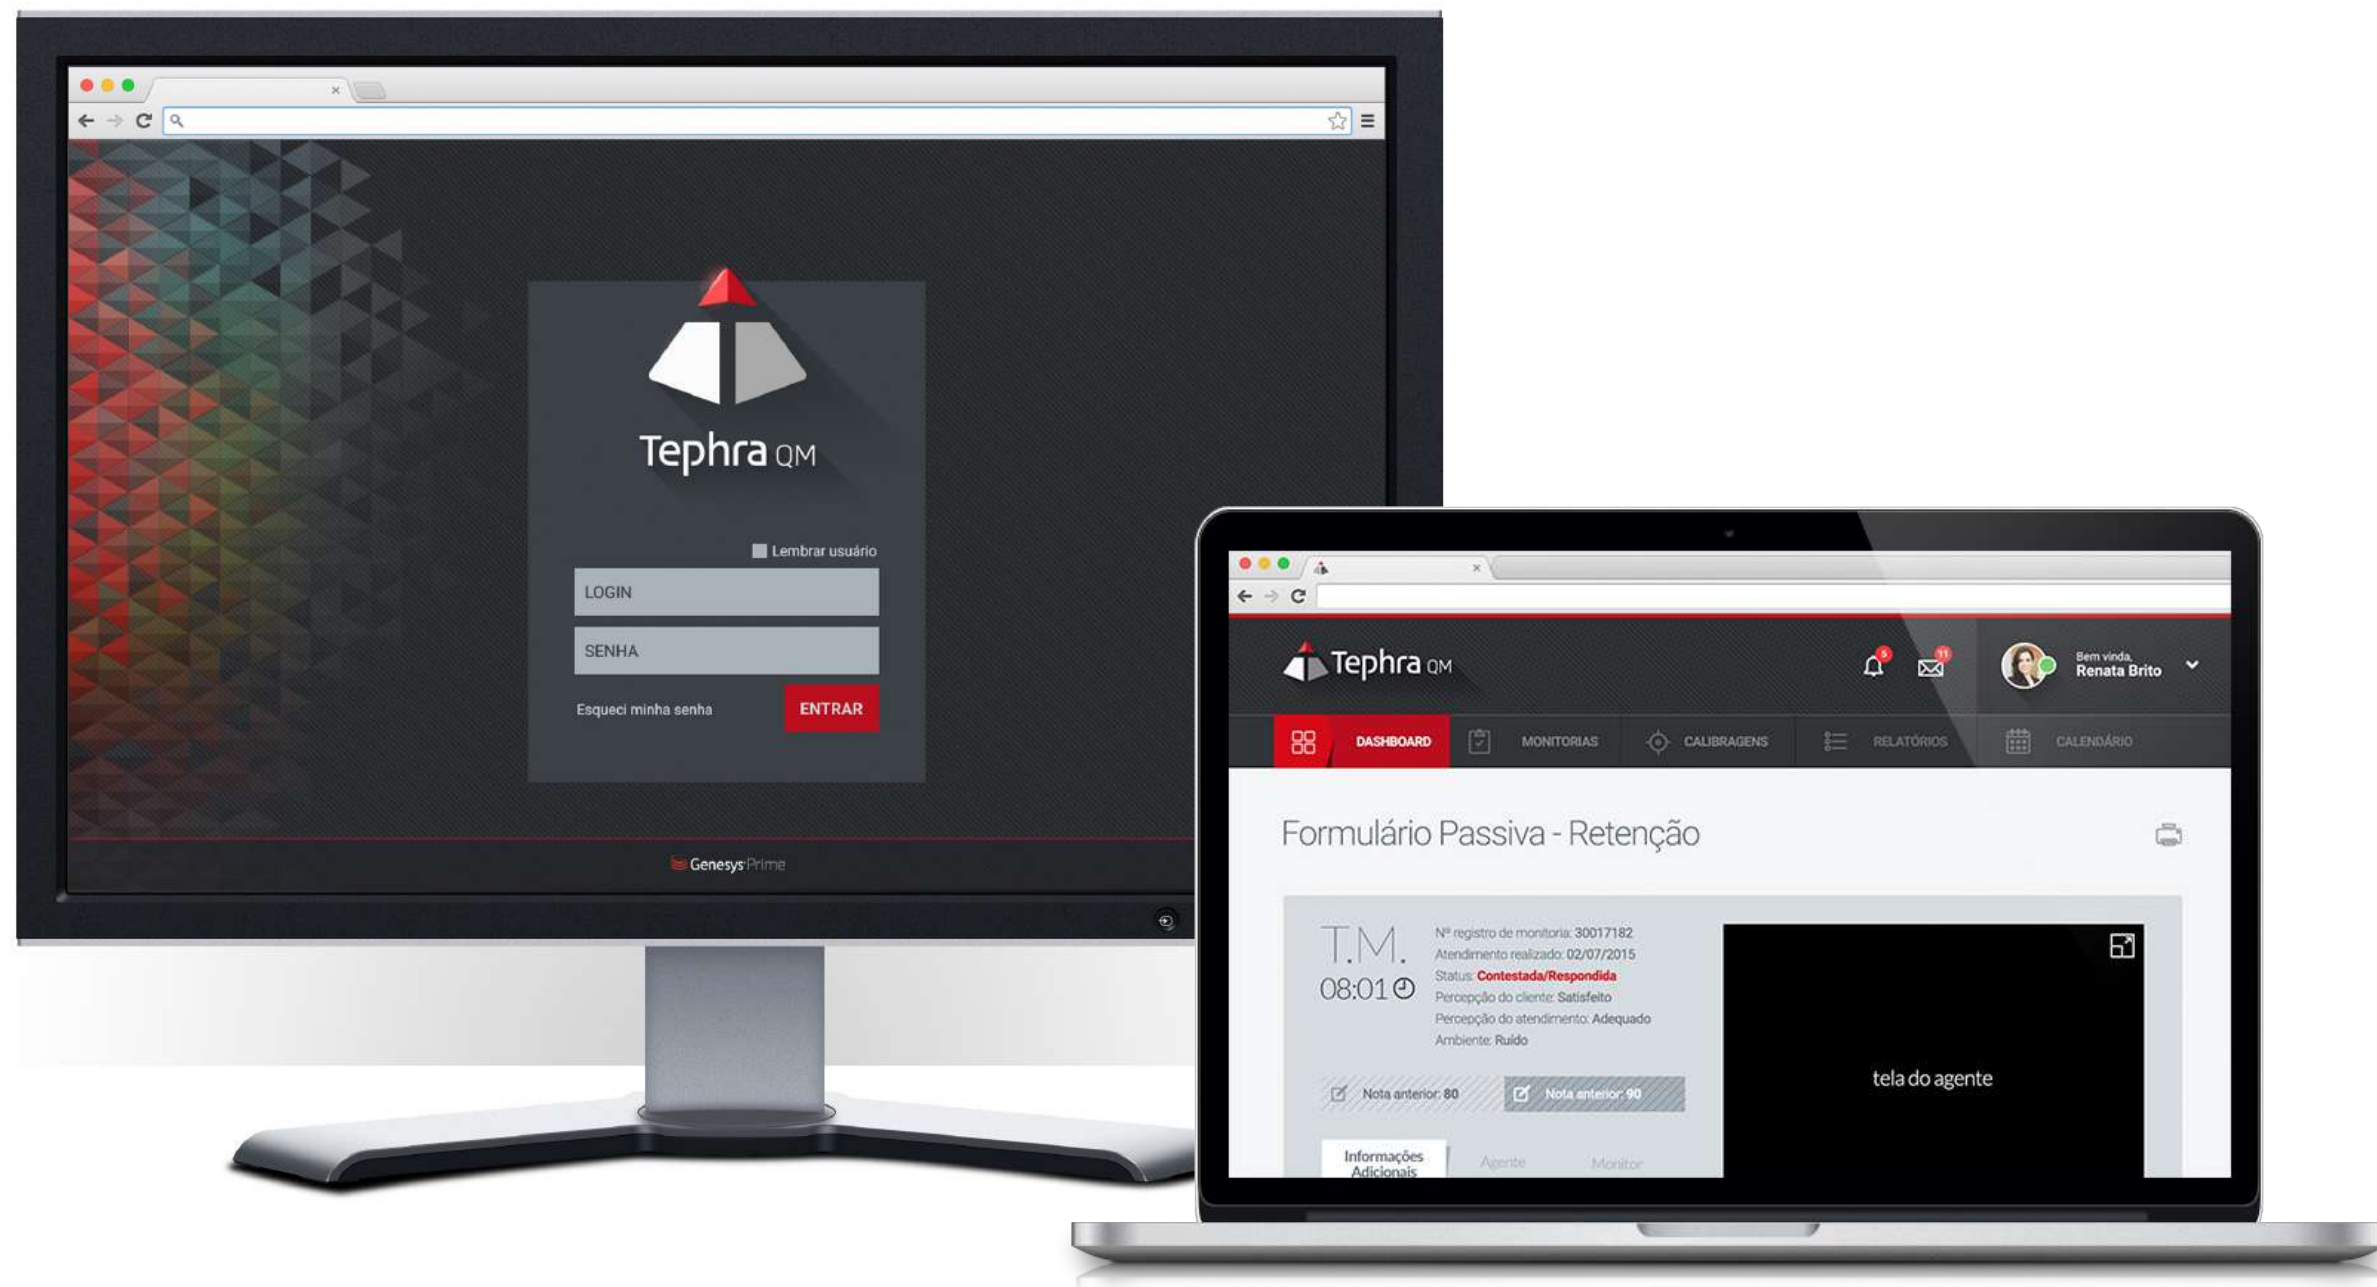 Tephra QM
Lembrar usuário
LOGIN
SENHA
Esqueci minha senha
ENTRAR
Genesys Prime
Tephra QM
5
11
Bem vinda,
Renata Brito
DASHBOARD
MONITORIAS
CALIBRAGENS
RELATÓRIOS
CALENDÁRIO
Formulário Passiva - Retenção
T.M.
08:01
Nº registro de monitoria: 30017182
Atendimento realizado: 02/07/2015
Status: Contestada/Respondida
Percepção do cliente: Satisfeito
Percepção do atendimento: Adequado
Ambiente: Ruído
Nota anterior: 80
Nota anterior: 90
Informações
Adicionais
Agente
Monitor
tela do agente